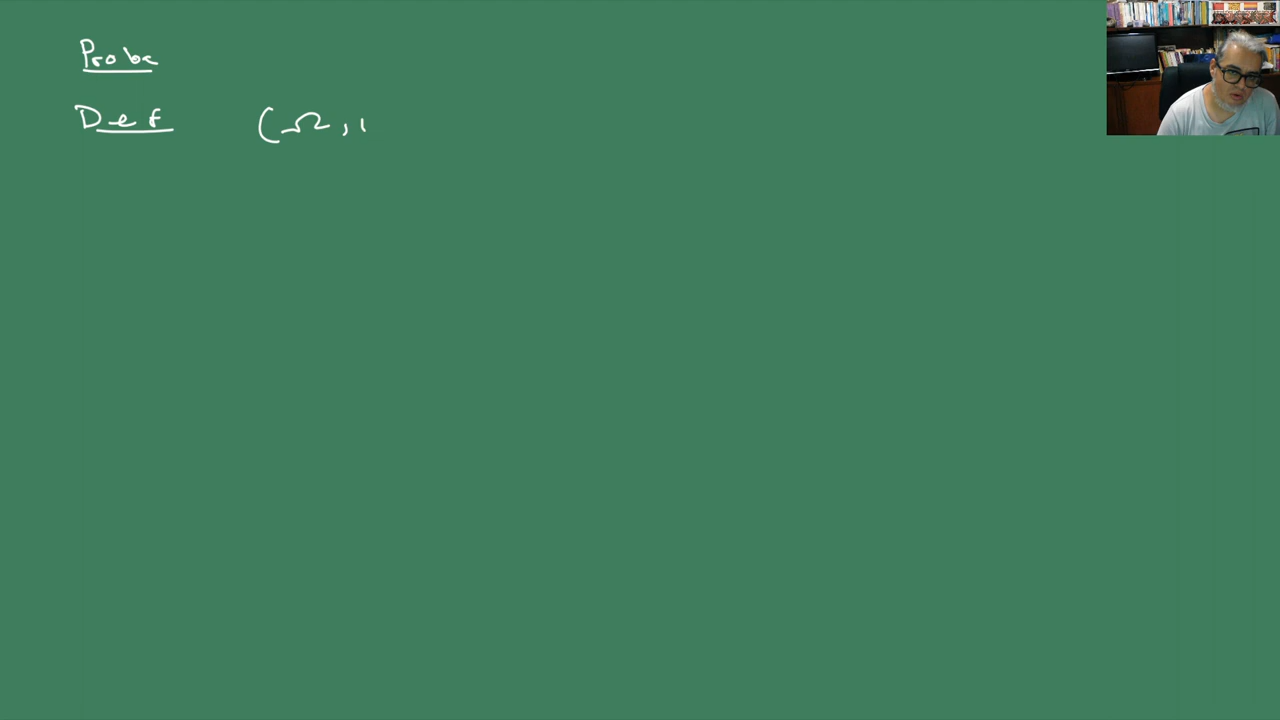 Proba
Def (Ω, ı